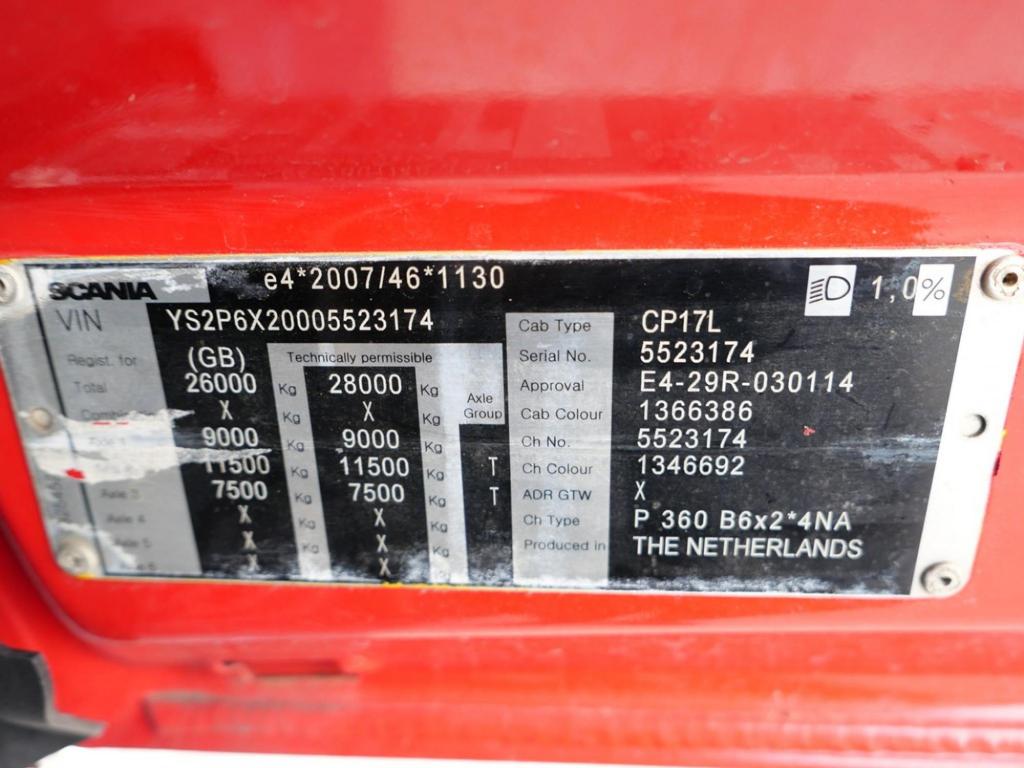 SCANIA e4*2007/46*1130 1,0%
VIN YS2P6X20005523174
Regist. for (GB) Technically permissible
Total 26000 Kg 28000 Kg
X Kg X Kg Axle Group
9000 Kg 9000 Kg
11500 Kg 11500 Kg T
Axle 3 7500 Kg 7500 Kg T
Axle 4 X X
Axle 5 X Kg X Kg
X X
Cab Type CP17L
Serial No. 5523174
Approval E4-29R-030114
Cab Colour 1366386
Ch No. 5523174
Ch Colour 1346692
ADR GTW X
Ch Type P 360 B6x2*4NA
Produced in THE NETHERLANDS